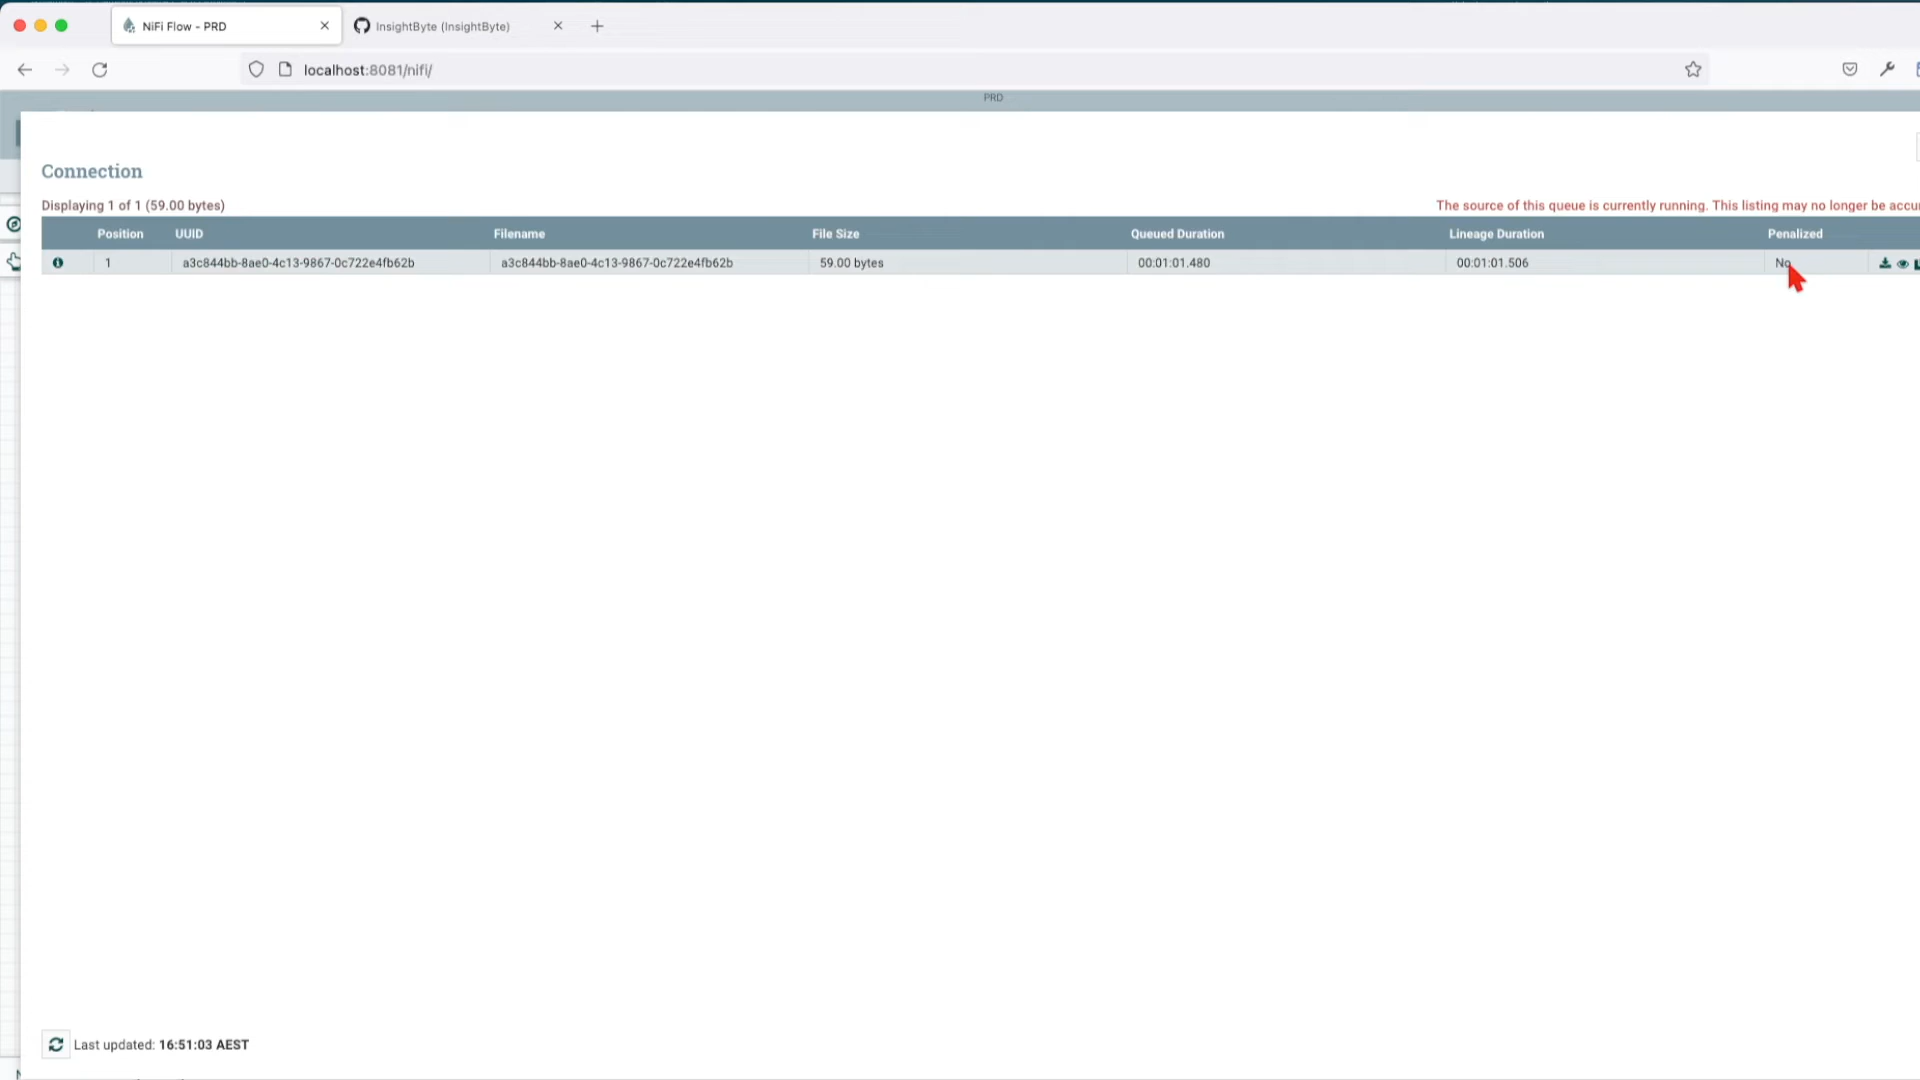 NiFi Flow - PRD
InsightByte (InsightByte)
localhost:8081/nifi/
PRD
Connection
Displaying 1 of 1 (59.00 bytes)
The source of this queue is currently running. This listing may no longer be
Position UUID Filename File Size Queued Duration Lineage Duration Penalized
1 a3c844bb-8ae0-4c13-9867-0c722e4fb62b a3c844bb-8ae0-4c13-9867-0c722e4fb62b 59.00 bytes 00:01:01.480 00:01:01.506 No
Last updated: 16:51:03 AEST